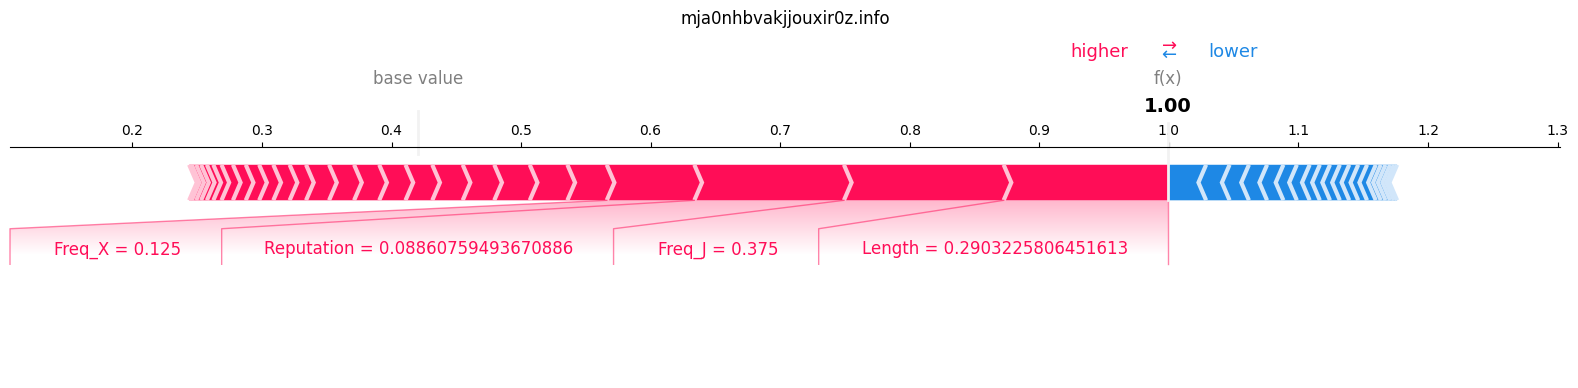 mja0nhbvakjjouxir0z.info
higher → ← lower
base value f(x)
1.00
0.2 0.3 0.4 0.5 0.6 0.7 0.8 0.9 1.0 1.1 1.2 1.3
Freq_X = 0.125 Reputation = 0.08860759493670886 Freq_J = 0.375 Length = 0.2903225806451613